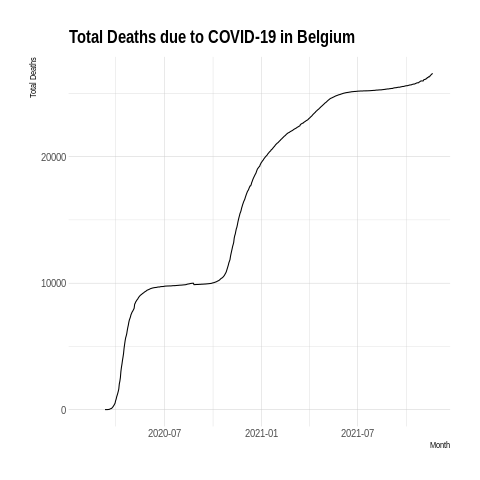 Total Deaths due to COVID-19 in Belgium
Total Deaths
20000
10000
0
2020-07
2021-01
2021-07
Month